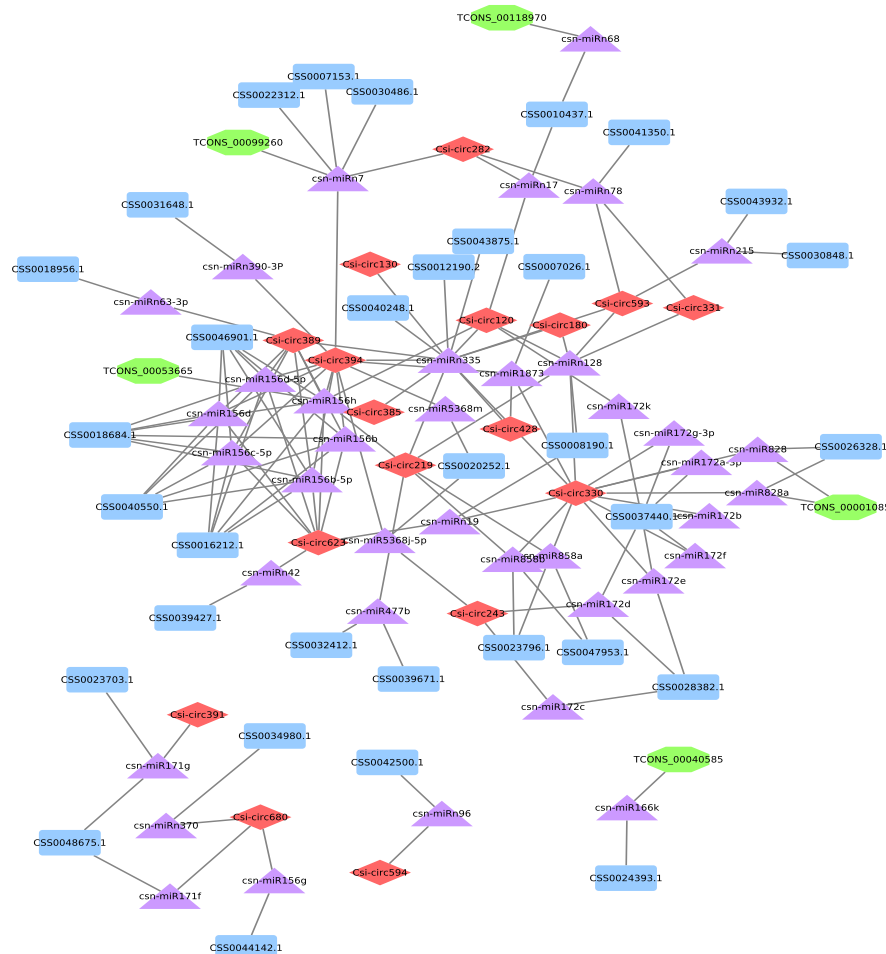 TCONS_00118970
csn-miRn68
CSS0007153.1
CSS0022312.1
CSS0030486.1
CSS0010437.1
CSS0041350.1
TCONS_00099260
Csi-circ282
csn-miRn7
csn-miRn17
csn-miRn78
CSS0043932.1
CSS0031648.1
CSS0043875.1
csn-miRn215
CSS0030848.1
CSS0018956.1
csn-miRn390-3P
Csi-circ130
CSS0012190.2
CSS0007026.1
csn-miRn63-3p
CSS0040248.1
Csi-circ593
Csi-circ331
Csi-circ120
Csi-circ180
CSS0046901.1
Csi-circ389
Csi-circ394
csn-miRn335
csn-miRn128
TCONS_00053665
csn-miR156d-5p
csn-miR1873
csn-miR156h
csn-miR156d
Csi-circ385
csn-miR5368m
csn-miR172k
CSS0018684.1
csn-miR156b
Csi-circ428
csn-miR172g-3p
CSS0008190.1
csn-miR828
CSS0026328.1
csn-miR156c-5p
Csi-circ219
CSS0020252.1
csn-miR172a-3p
csn-miR156b-5p
Csi-circ330
csn-miR828a
CSS0040550.1
TCONS_00001085
csn-miRn19
CSS0037440.1
csn-miR172b
CSS0016212.1
Csi-circ623
csn-miR5368j-5p
csn-miR858b
csn-miR858a
csn-miR172f
csn-miRn42
csn-miR172e
CSS0039427.1
csn-miR477b
Csi-circ243
csn-miR172d
CSS0032412.1
CSS0023796.1
CSS0047953.1
CSS0023703.1
CSS0039671.1
CSS0028382.1
Csi-circ391
csn-miR172c
CSS0034980.1
csn-miR171g
CSS0042500.1
TCONS_00040585
csn-miRn370
Csi-circ680
csn-miRn96
csn-miR166k
CSS0048675.1
Csi-circ594
CSS0024393.1
csn-miR156g
csn-miR171f
CSS0044142.1